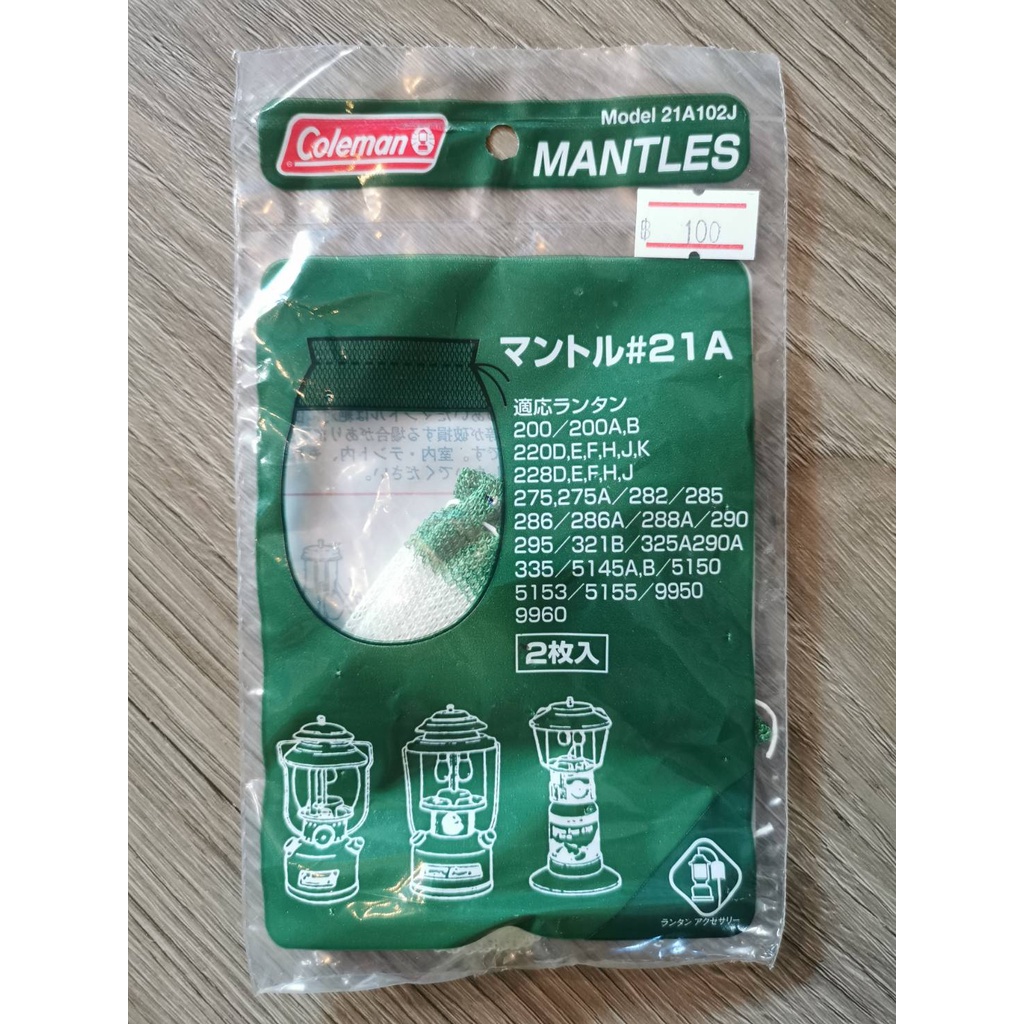 Coleman
Model 21A102J
MANTLES
฿ 100
マントル#21A
適応ランタン
200／200A,B
220D,E,F,H,J,K
228D,E,F,H,J
275,275A／282／285
286／286A／288A／290
295／321B／325A290A
335／5145A,B／5150
5153／5155／9950
9960
2枚入
ランタン アクセサリー